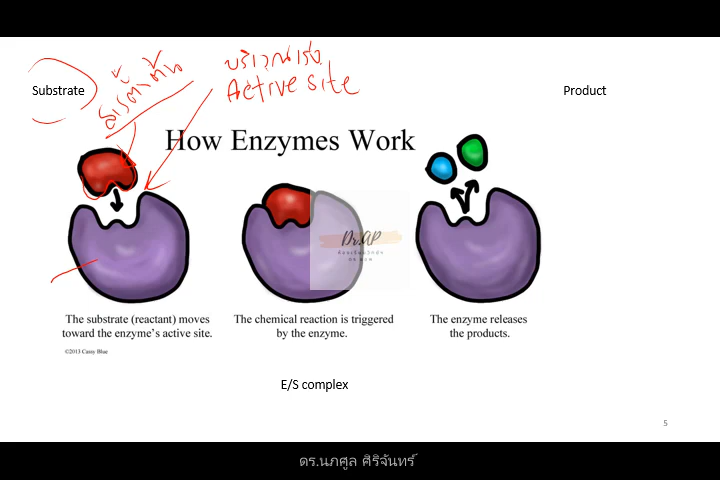 Substrate
สารตั้งต้น
บริเวณเร่ง
Active site
Product
How Enzymes Work
Dr.AP
The substrate (reactant) moves
toward the enzyme's active site.
The chemical reaction is triggered
by the enzyme.
The enzyme releases
the products.
©2013 Cassy Blue
E/S complex
5
ดร.นภศูล ศิริจันทร์